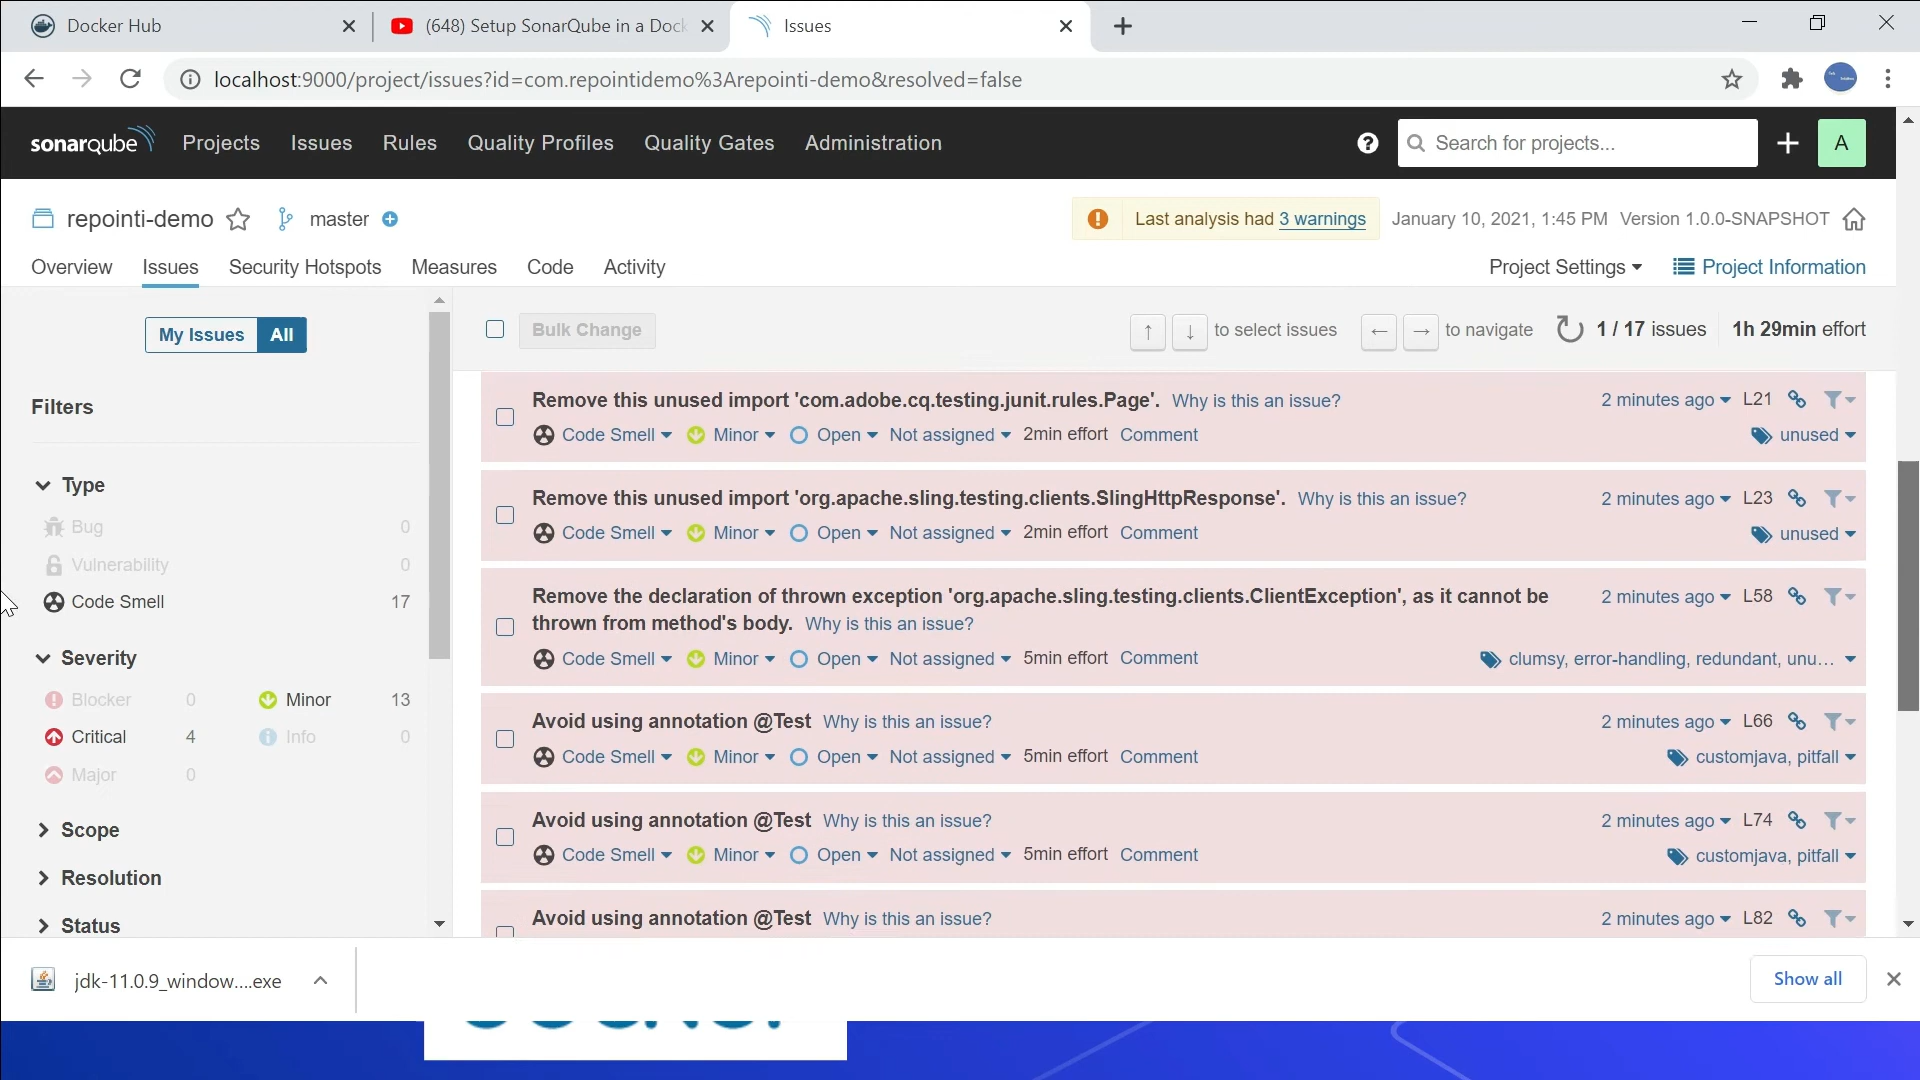 Docker Hub
(648) Setup SonarQube in a Dock
Issues
localhost:9000/project/issues?id=com.repointidemo%3Arepointi-demo&resolved=false
sonarqube Projects Issues Rules Quality Profiles Quality Gates Administration Search for projects... A
repointi-demo master Last analysis had 3 warnings January 10, 2021, 1:45 PM Version 1.0.0-SNAPSHOT
Overview Issues Security Hotspots Measures Code Activity Project Settings Project Information
My Issues All
Bulk Change ↑ ↓ to select issues ← → to navigate 1 / 17 issues 1h 29min effort
Filters
Type
Bug 0
Vulnerability 0
Code Smell 17
Severity
Blocker 0 Minor 13
Critical 4 Info 0
Major 0
Scope
Resolution
Status
Remove this unused import 'com.adobe.cq.testing.junit.rules.Page'. Why is this an issue? 2 minutes ago L21
Code Smell Minor Open Not assigned 2min effort Comment unused
Remove this unused import 'org.apache.sling.testing.clients.SlingHttpResponse'. Why is this an issue? 2 minutes ago L23
Code Smell Minor Open Not assigned 2min effort Comment unused
Remove the declaration of thrown exception 'org.apache.sling.testing.clients.ClientException', as it cannot be 2 minutes ago L58
thrown from method's body. Why is this an issue?
Code Smell Minor Open Not assigned 5min effort Comment clumsy, error-handling, redundant, unu...
Avoid using annotation @Test Why is this an issue? 2 minutes ago L66
Code Smell Minor Open Not assigned 5min effort Comment customjava, pitfall
Avoid using annotation @Test Why is this an issue? 2 minutes ago L74
Code Smell Minor Open Not assigned 5min effort Comment customjava, pitfall
Avoid using annotation @Test Why is this an issue? 2 minutes ago L82
jdk-11.0.9_window....exe Show all